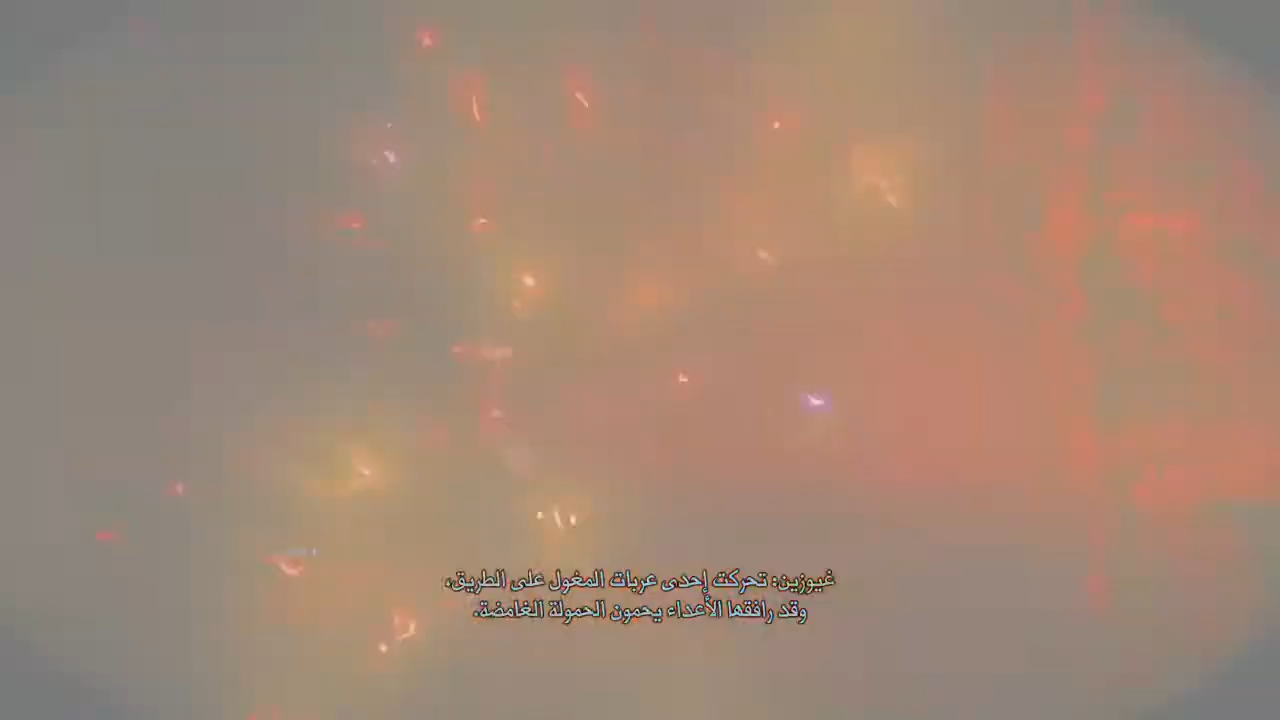 غيوزين: تحركت إحدى عربات المغول على الطريق،
وقد رافقها الأعداء يحمون الحمولة الغامضة.